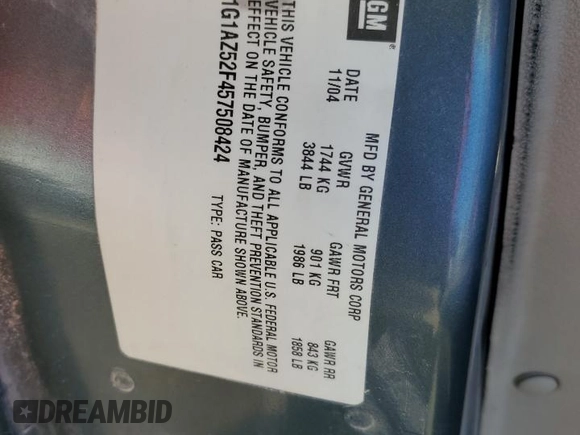 GM
®
MFD BY GENERAL MOTORS CORP
DATE GVWR GAWR FRT GAWR RR
11/04 1744 KG 901 KG 843 KG
3844 LB 1986 LB 1858 LB
THIS VEHICLE CONFORMS TO ALL APPLICABLE U.S. FEDERAL MOTOR
VEHICLE SAFETY, BUMPER, AND THEFT PREVENTION STANDARDS IN
EFFECT ON THE DATE OF MANUFACTURE SHOWN ABOVE.
1G1AZ52F457508424 TYPE: PASS CAR
DREAMBID